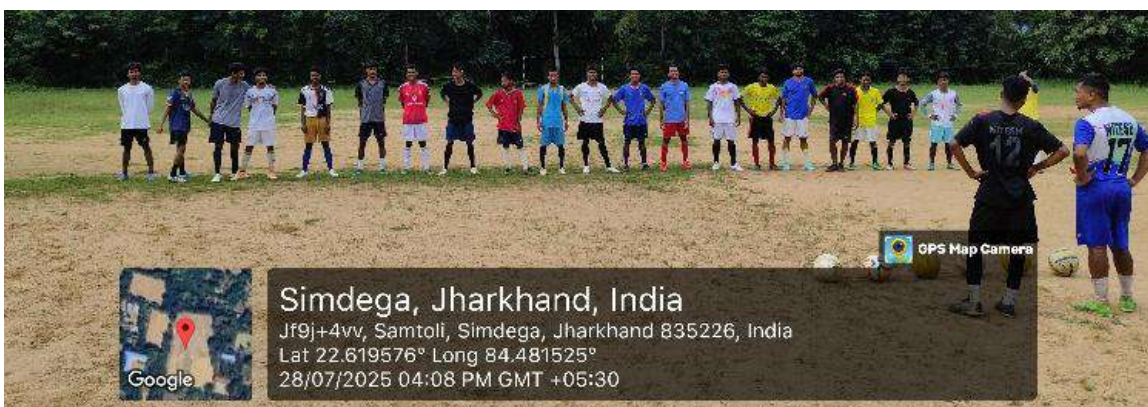 NITESH
12
17
GPS Map Camera
Simdega, Jharkhand, India
Jf9j+4vv, Samtoli, Simdega, Jharkhand 835226, India
Lat 22.619576° Long 84.481525°
28/07/2025 04:08 PM GMT +05:30
Google